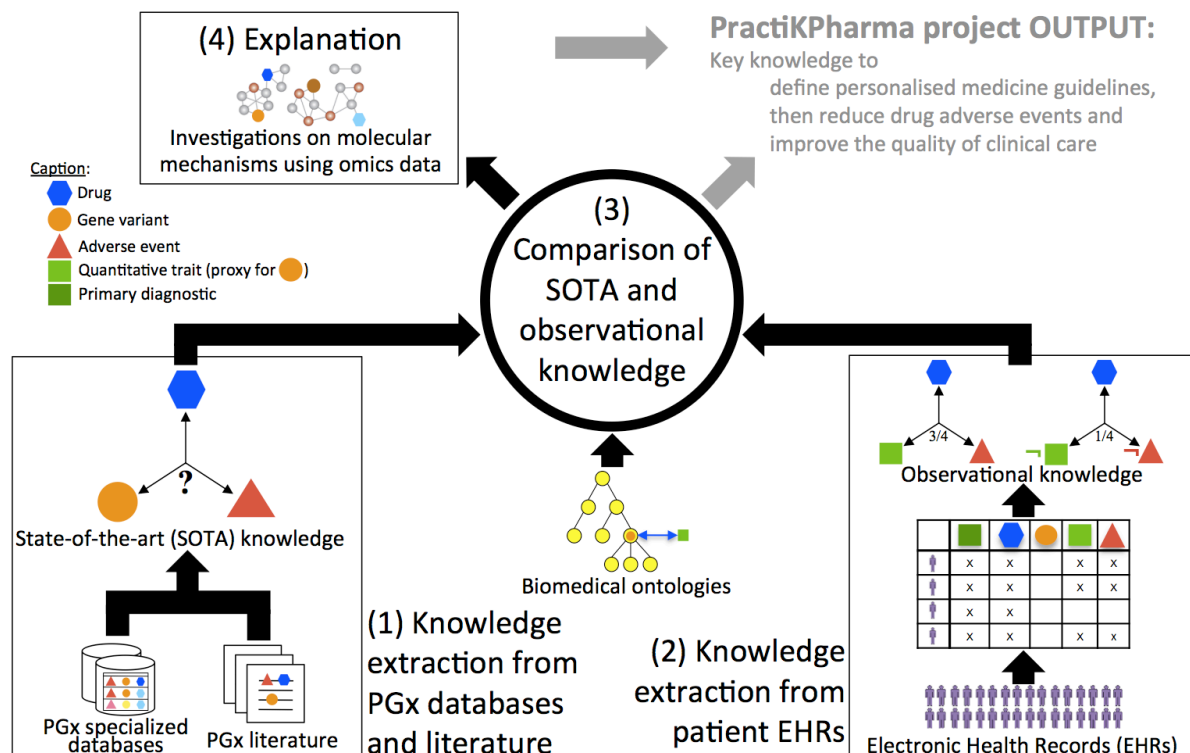 (4) Explanation
Investigations on molecular
mechanisms using omics data
PractiKPharma project OUTPUT:
Key knowledge to
define personalised medicine guidelines,
then reduce drug adverse events and
improve the quality of clinical care
Caption:
Drug
Gene variant
Adverse event
Quantitative trait (proxy for )
Primary diagnostic
(3)
Comparison of
SOTA and
observational
knowledge
?
State-of-the-art (SOTA) knowledge
PGx specialized
databases
PGx literature
(1) Knowledge
extraction from
PGx databases
and literature
Biomedical ontologies
(2) Knowledge
extraction from
patient EHRs
3/4
1/4
¬ ¬
Observational knowledge
x x x x
x x x x
x x
x x x x
Electronic Health Records (EHRs)